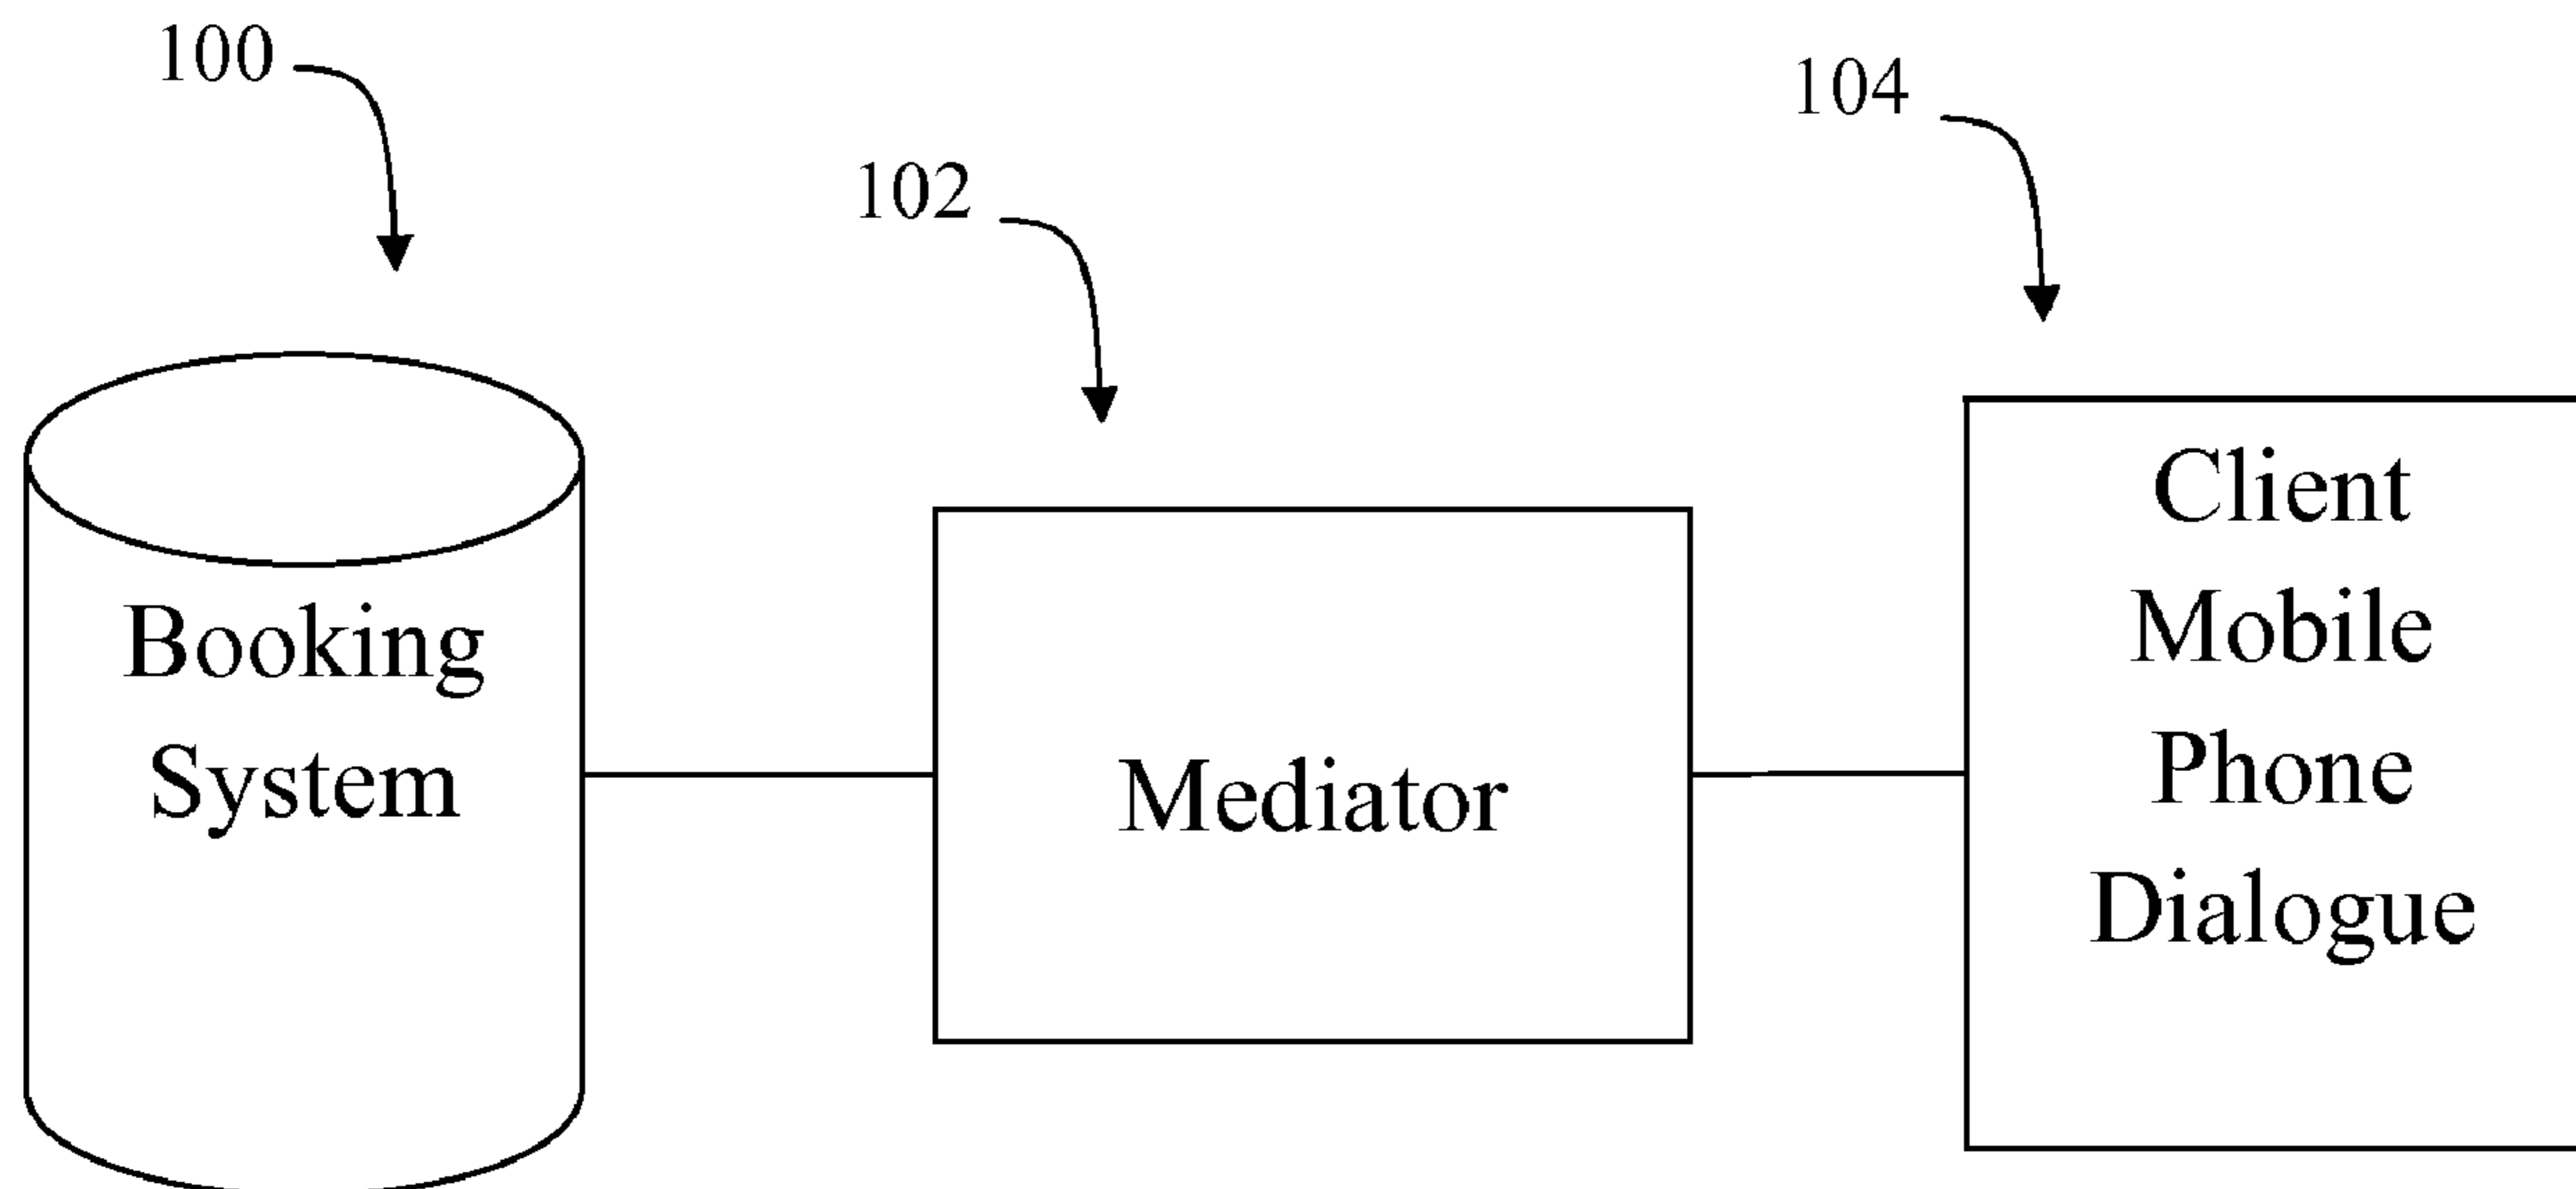 100
104
102
Booking
System
Mediator
Client
Mobile
Phone
Dialogue